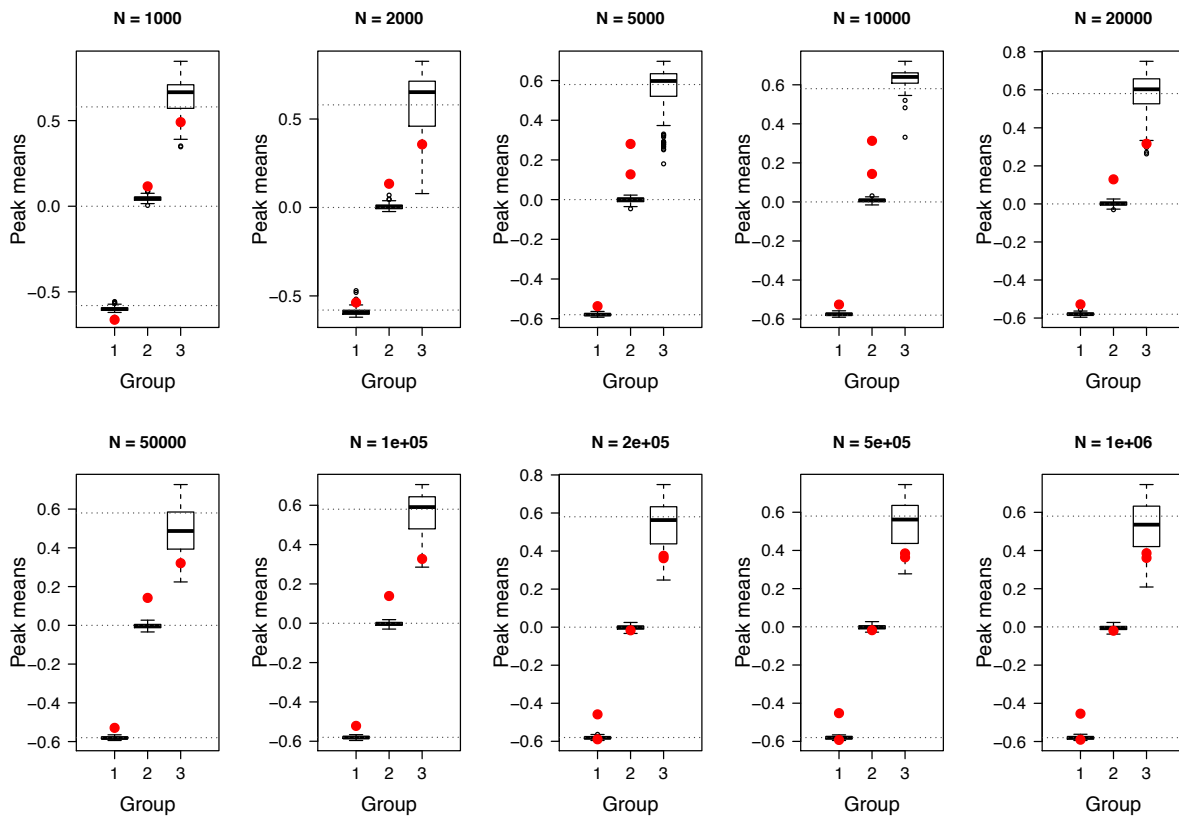 N = 1000
Peak means
0.5
0.0
−0.5
1 2 3
Group
N = 2000
Peak means
0.5
0.0
−0.5
1 2 3
Group
N = 5000
Peak means
0.6
0.4
0.2
0.0
−0.2
−0.4
−0.6
1 2 3
Group
N = 10000
Peak means
0.6
0.4
0.2
0.0
−0.2
−0.4
−0.6
1 2 3
Group
N = 20000
Peak means
0.8
0.6
0.4
0.2
0.0
−0.2
−0.4
−0.6
1 2 3
Group
N = 50000
Peak means
0.6
0.4
0.2
0.0
−0.2
−0.4
−0.6
1 2 3
Group
N = 1e+05
Peak means
0.6
0.4
0.2
0.0
−0.2
−0.4
−0.6
1 2 3
Group
N = 2e+05
Peak means
0.8
0.6
0.4
0.2
0.0
−0.2
−0.4
−0.6
1 2 3
Group
N = 5e+05
Peak means
0.6
0.4
0.2
0.0
−0.2
−0.4
−0.6
1 2 3
Group
N = 1e+06
Peak means
0.6
0.4
0.2
0.0
−0.2
−0.4
−0.6
1 2 3
Group